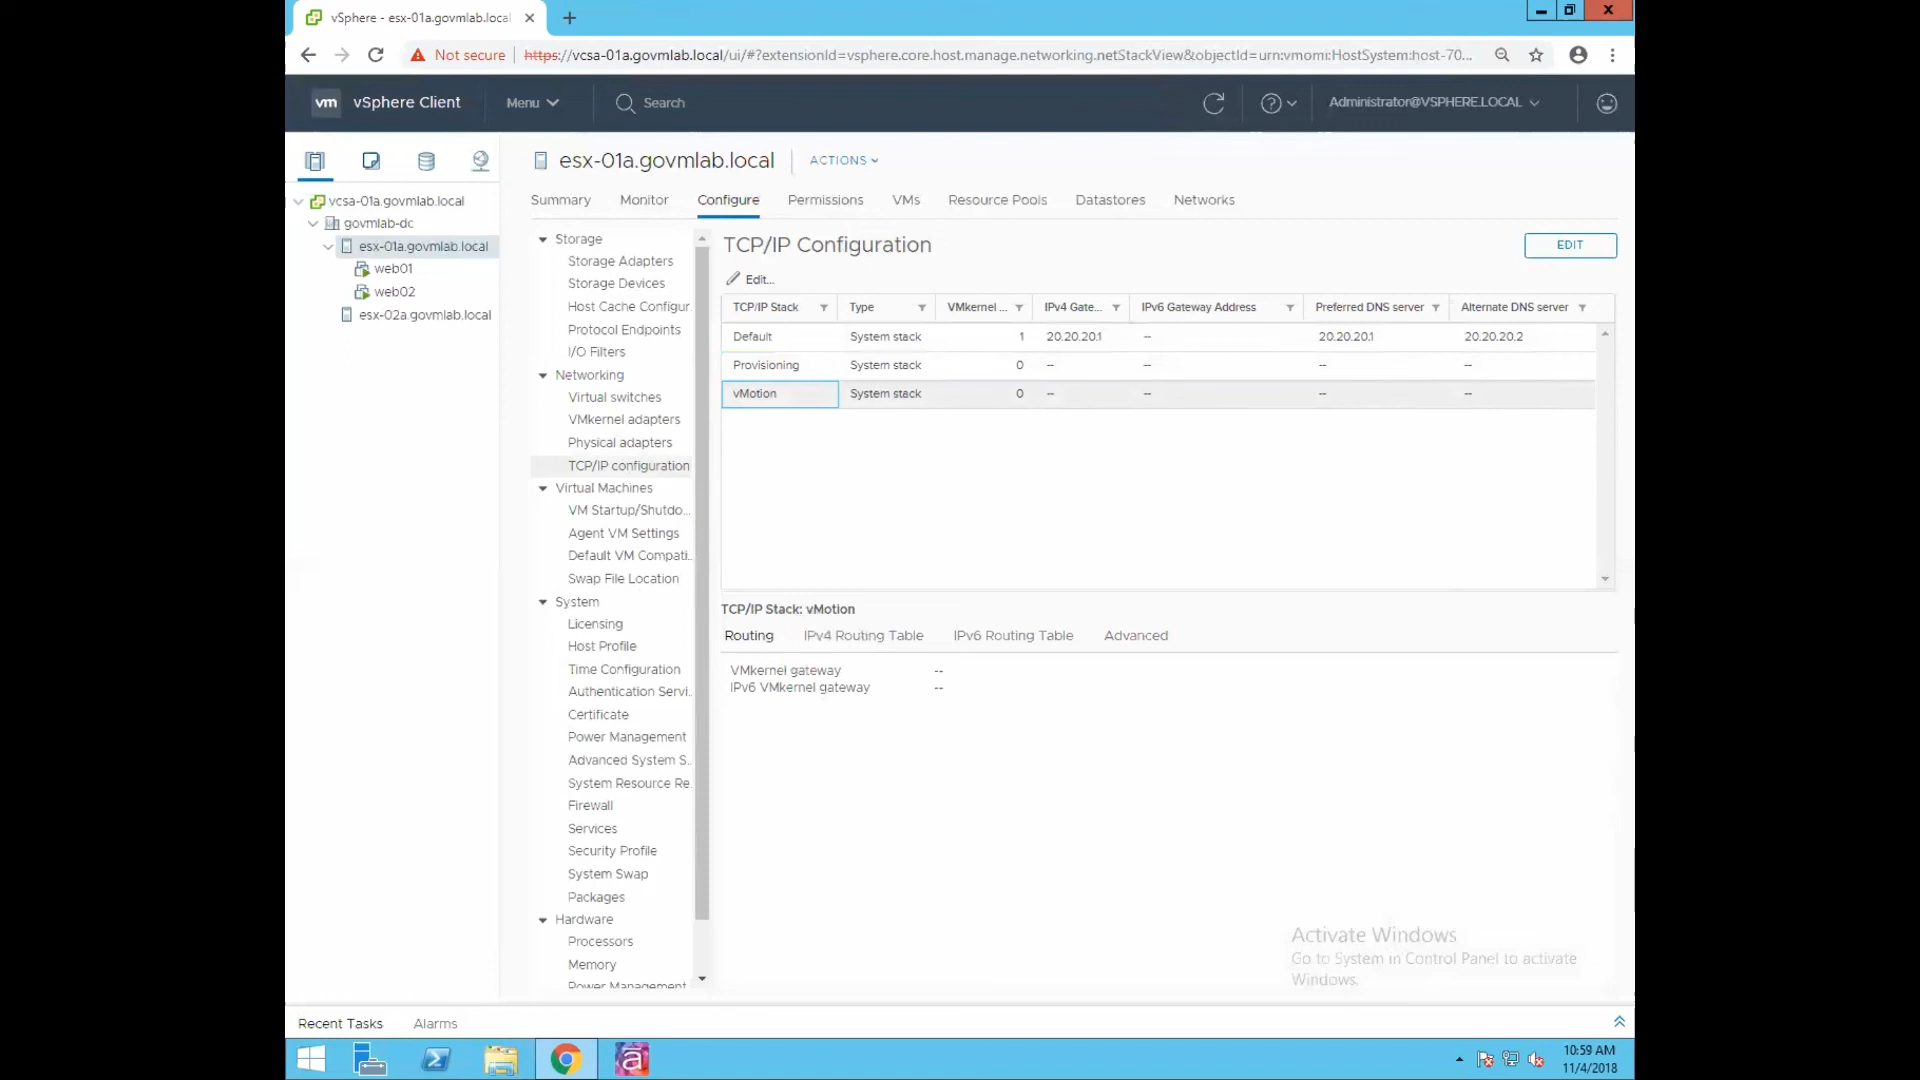 vSphere - esx-01a.govmlab.local
Not secure
https://vcsa-01a.govmlab.local/ui/#?extensionId=vsphere.core.host.manage.networking.netStackView&objectId=urn:vmomi:HostSystem:host-70...
vm vSphere Client Menu Search Administrator@VSPHERE.LOCAL
esx-01a.govmlab.local ACTIONS
Summary Monitor Configure Permissions VMs Resource Pools Datastores Networks
vcsa-01a.govmlab.local
govmlab-dc
esx-01a.govmlab.local
web01
web02
esx-02a.govmlab.local
Storage
Storage Adapters
Storage Devices
Host Cache Configur
Protocol Endpoints
I/O Filters
Networking
Virtual switches
VMkernel adapters
Physical adapters
TCP/IP configuration
Virtual Machines
VM Startup/Shutdo...
Agent VM Settings
Default VM Compati..
Swap File Location
System
Licensing
Host Profile
Time Configuration
Authentication Servi..
Certificate
Power Management
Advanced System S..
System Resource Re
Firewall
Services
Security Profile
System Swap
Packages
Hardware
Processors
Memory
Power Management
TCP/IP Configuration
EDIT
Edit...
TCP/IP Stack Type VMkernel ... IPv4 Gate... IPv6 Gateway Address Preferred DNS server Alternate DNS server
Default System stack 1 20.20.20.1 -- 20.20.20.1 20.20.20.2
Provisioning System stack 0 -- -- -- --
vMotion System stack 0 -- -- -- --
TCP/IP Stack: vMotion
Routing IPv4 Routing Table IPv6 Routing Table Advanced
VMkernel gateway --
IPv6 VMkernel gateway --
Activate Windows
Go to System in Control Panel to activate
Windows.
Recent Tasks Alarms
10:59 AM
11/4/2018